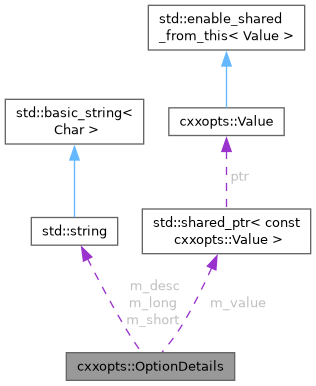 std::enable_shared
_from_this< Value >
std::basic_string<
Char >
cxxopts::Value
ptr
std::string
std::shared_ptr< const
cxxopts::Value >
m_desc
m_long
m_short
m_value
cxxopts::OptionDetails